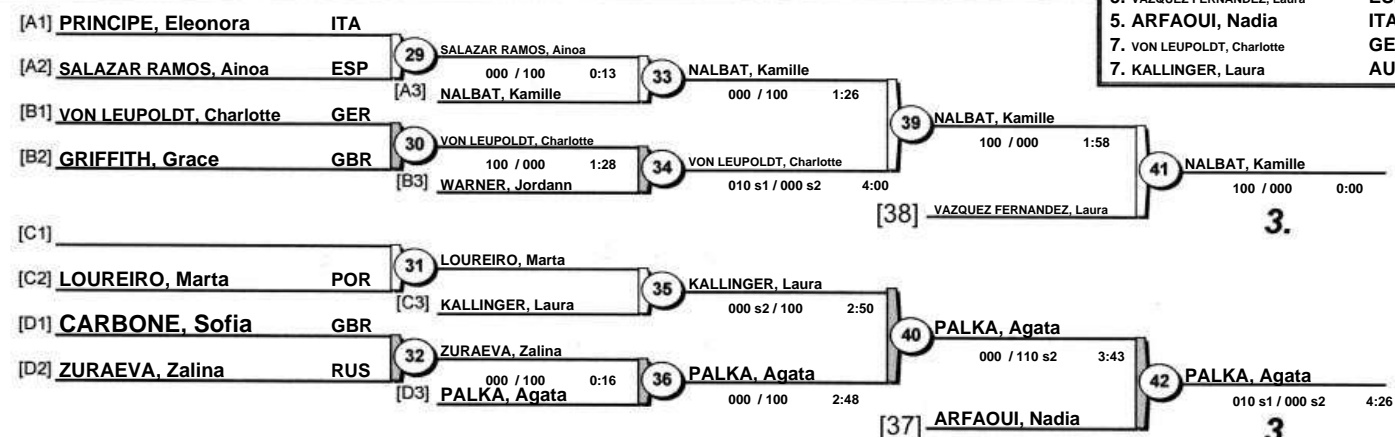 5. ARFAOUI, Nadia ITA
7. VON LEUPOLDT, Charlotte
7. KALLINGER, Laura
[A1] PRINCIPE, Eleonora ITA
29
SALAZAR RAMOS, Ainoa
[A2] SALAZAR RAMOS, Ainoa ESP
000 / 100 0:13
33
NALBAT, Kamille
[A3] NALBAT, Kamille
000 / 100 1:26
[B1] VON LEUPOLDT, Charlotte GER
39
NALBAT, Kamille
30
VON LEUPOLDT, Charlotte
100 / 000 1:58
[B2] GRIFFITH, Grace GBR
100 / 000 1:28
34
VON LEUPOLDT, Charlotte
41
NALBAT, Kamille
[B3] WARNER, Jordann
010 s1 / 000 s2 4:00
100 / 000 0:00
[38] VAZQUEZ FERNANDEZ, Laura
3.
[C1]
31
LOUREIRO, Marta
[C2] LOUREIRO, Marta POR
35
KALLINGER, Laura
[C3] KALLINGER, Laura
000 s2 / 100 2:50
[D1] CARBONE, Sofia GBR
40
PALKA, Agata
32
ZURAEVA, Zalina
000 / 110 s2 3:43
[D2] ZURAEVA, Zalina RUS
000 / 100 0:16
36
PALKA, Agata
42
PALKA, Agata
[D3] PALKA, Agata
000 / 100 2:48
010 s1 / 000 s2 4:26
[37] ARFAOUI, Nadia
3